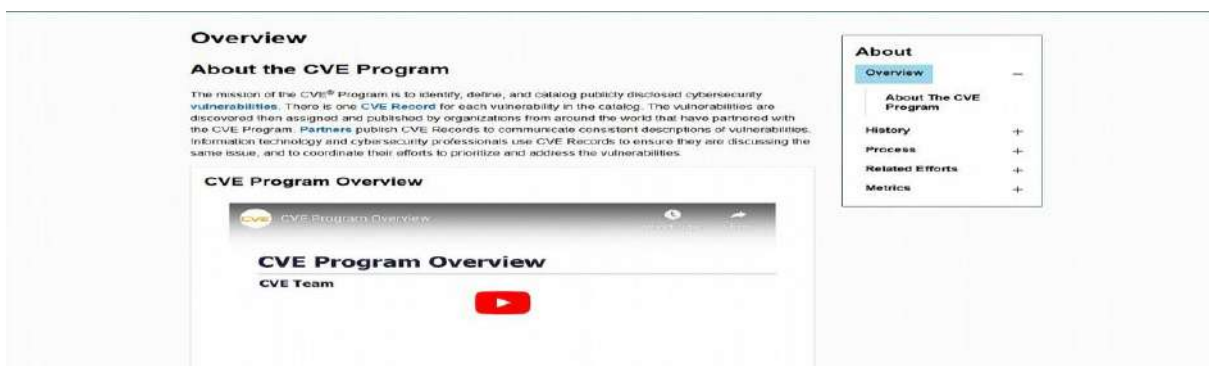 Overview
About the CVE Program
The mission of the CVE® Program is to identify, define, and catalog publicly disclosed cybersecurity
vulnerabilities. There is one CVE Record for each vulnerability in the catalog. The vulnerabilities are
discovered then assigned and published by organizations from around the world that have partnered with
the CVE Program. Partners publish CVE Records to communicate consistent descriptions of vulnerabilities.
Information technology and cybersecurity professionals use CVE Records to ensure they are discussing the
same issue, and to coordinate their efforts to prioritize and address the vulnerabilities.
CVE Program Overview
CVE
CVE Program Overview
CVE Program Overview
CVE Team
About
Overview −
About The CVE
Program
History +
Process +
Related Efforts +
Metrics +